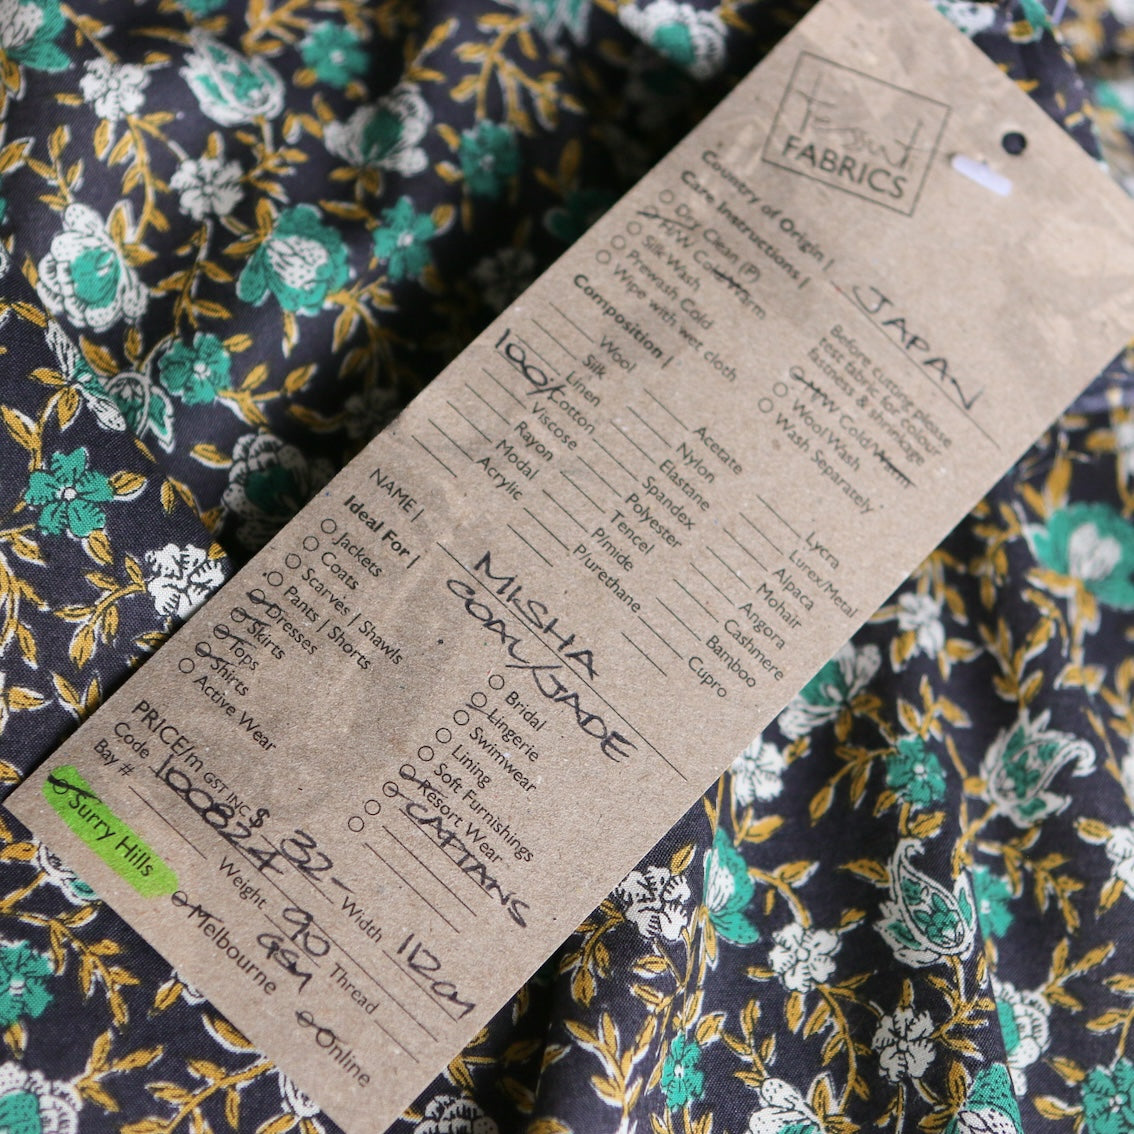 Tessuti
FABRICS
Country of Origin | JAPAN
Care Instructions |
Dry Clean (P)
H/W Cold/Warm
Silk Wash
Prewash Cold
Wipe with wet cloth
Before cutting please
test fabric for colour
fastness & shrinkage
M/W Cold/Warm
Wool Wash
Wash Separately
Composition |
Wool
Silk
Linen
100% Cotton
Viscose
Rayon
Modal
Acrylic
Acetate
Nylon
Elastane
Spandex
Polyester
Tencel
P/mide
P/urethane
Lycra
Lurex/Metal
Alpaca
Mohair
Angora
Cashmere
Bamboo
Cupro
NAME | MISHA
COAL/JADE
Ideal For |
Jackets
Coats
Scarves | Shawls
Pants | Shorts
Dresses
Skirts
Tops
Shirts
Active Wear
Bridal
Lingerie
Swimwear
Lining
Soft Furnishings
Resort Wear
CAFTANS
PRICE/m GST INC $ 32-
Code 1008224
Width 112cm
Bay #
Weight 90
GSM
Thread
Surry Hills
Melbourne
Online